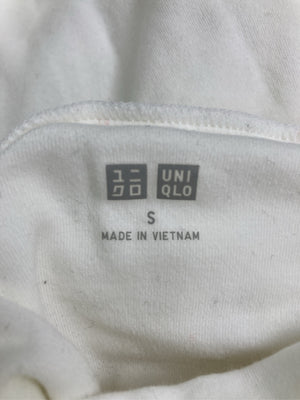 ユニ UNI
クロ QLO
S
MADE IN VIETNAM